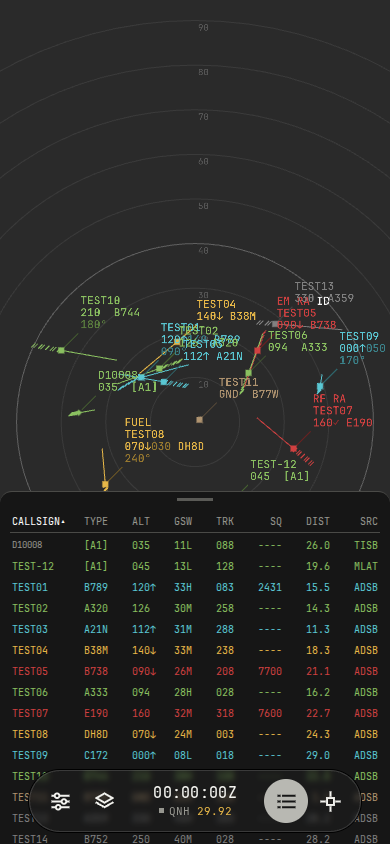 90
80
70
60
50
40
30
10
TEST13
330 A359
EM RA ID
TEST05
090↓ B738
TEST10
210 B744
180°
TEST04
140↓ B38M
TEST02
112↑ A21N
TEST06
094 A333
TEST09
000↑050
170°
D10008
035 [A1]
TEST11
GND B77W
RF RA
TEST07
160 E190
FUEL
TEST08
070↓030 DH8D
240°
TEST-12
045 [A1]
CALLSIGN▴ TYPE ALT GSW TRK SQ DIST SRC
D10008 [A1] 035 11L 088 ---- 26.0 TISB
TEST-12 [A1] 045 13L 128 ---- 19.6 MLAT
TEST01 B789 120↑ 33H 083 2431 15.5 ADSB
TEST02 A320 126 30M 258 ---- 14.3 ADSB
TEST03 A21N 112↑ 31M 288 ---- 11.3 ADSB
TEST04 B38M 140↓ 33M 238 ---- 18.3 ADSB
TEST05 B738 090↓ 26M 208 7700 21.1 ADSB
TEST06 A333 094 28H 028 ---- 16.2 ADSB
TEST07 E190 160 32M 318 7600 22.7 ADSB
TEST08 DH8D 070↓ 24M 003 ---- 24.3 ADSB
TEST09 C172 000↑ 08L 018 ---- 29.0 ADSB
ADSB
ADSB
ADSB
00:00:00Z
QNH 29.92
TEST14 B752 250 40M 028 ---- 28.2 ADSB